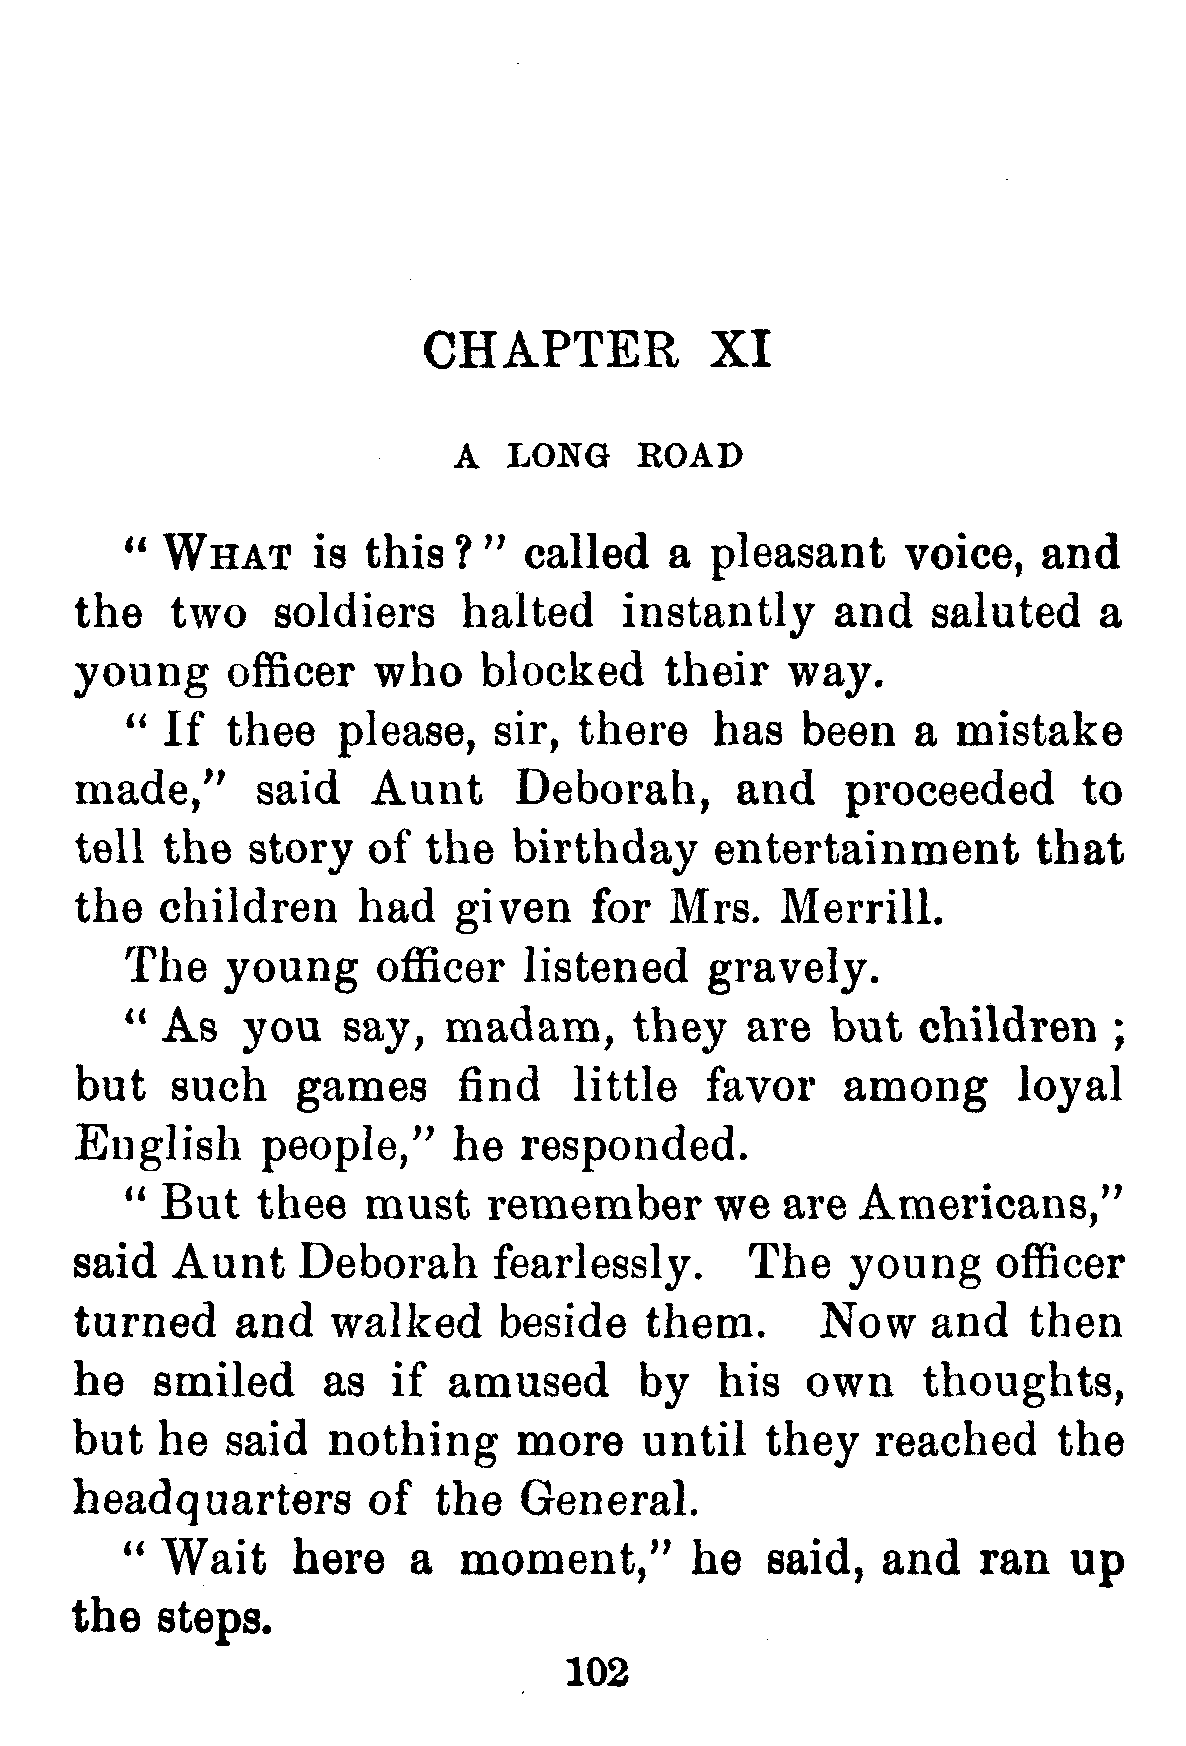 CHAPTER XI
A LONG ROAD
“ WHAT is this ? ” called a pleasant voice, and
the two soldiers halted instantly and saluted a
young officer who blocked their way.
“ If thee please, sir, there has been a mistake
made,” said Aunt Deborah, and proceeded to
tell the story of the birthday entertainment that
the children had given for Mrs. Merrill.
The young officer listened gravely.
“ As you say, madam, they are but children ;
but such games find little favor among loyal
English people,” he responded.
“ But thee must remember we are Americans,”
said Aunt Deborah fearlessly. The young officer
turned and walked beside them. Now and then
he smiled as if amused by his own thoughts,
but he said nothing more until they reached the
headquarters of the General.
“ Wait here a moment,” he said, and ran up
the steps.
102